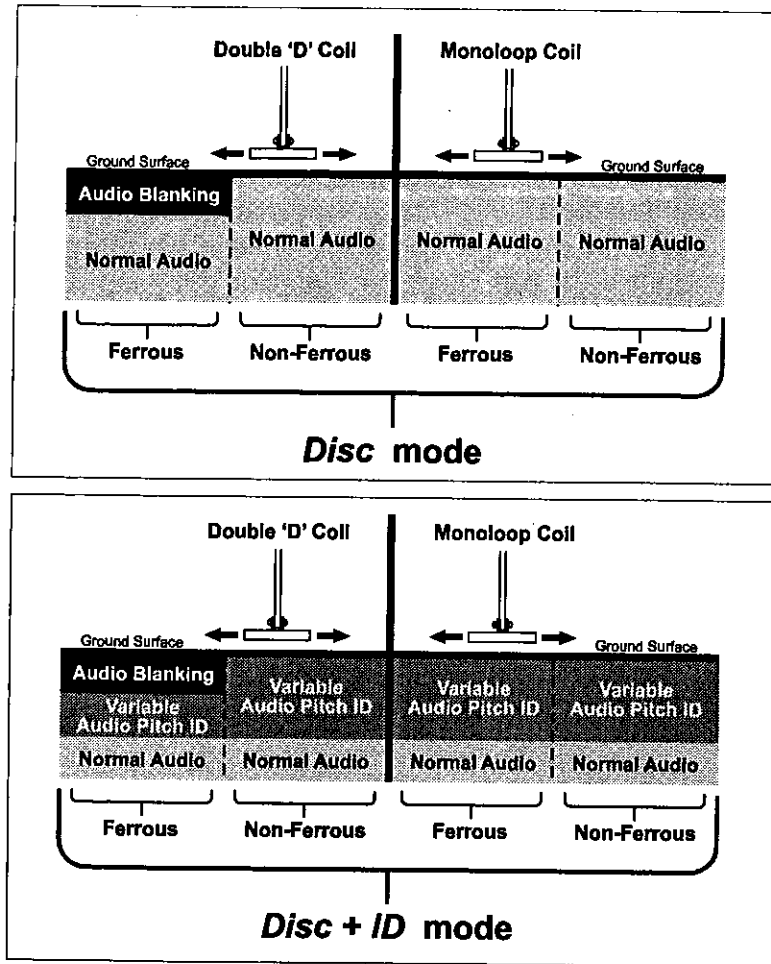 Double 'D' Coil Monoloop Coil
Ground Surface Ground Surface
Audio Blanking
Normal Audio Normal Audio Normal Audio Normal Audio
Ferrous Non-Ferrous Ferrous Non-Ferrous
Disc mode
Double 'D' Coil Monoloop Coil
Ground Surface Ground Surface
Audio Blanking
Variable Audio Pitch ID Variable Audio Pitch ID Variable Audio Pitch ID Variable Audio Pitch ID
Normal Audio Normal Audio Normal Audio Normal Audio
Ferrous Non-Ferrous Ferrous Non-Ferrous
Disc + ID mode